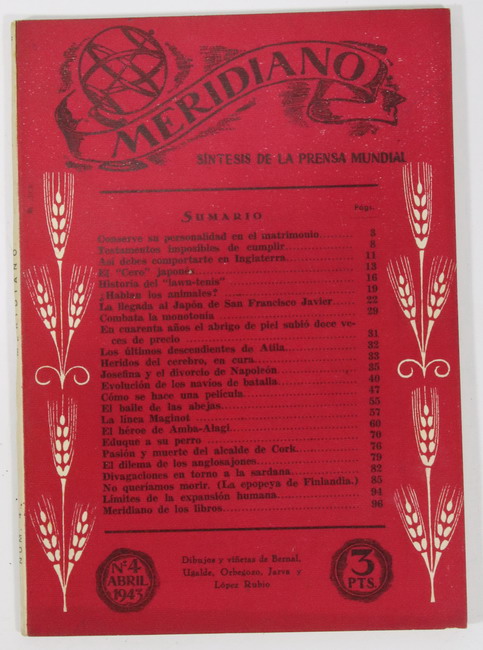 MERIDIANO
SÍNTESIS DE LA PRENSA MUNDIAL
SUMARIO
Págs.
Conserve su personalidad en el matrimonio 3
Testamentos imposibles de cumplir 8
Así debes comportarte en Inglaterra 11
El "Cero" japonés 13
Historia del "lawn-tenis" 16
¿Hablan los animales? 19
La llegada al Japón de San Francisco Javier 22
Combata la monotonía 29
En cuarenta años el abrigo de piel subió doce ve-
ces de precio 31
Los últimos descendientes de Atila 32
Heridos del cerebro, en cura 33
Josefina y el divorcio de Napoleón 35
Evolución de los navíos de batalla 40
Cómo se hace una película 47
El baile de las abejas 55
La línea Maginot 57
El héroe de Amba-Alagi 60
Eduque a su perro 70
Pasión y muerte del alcalde de Cork 76
El dilema de los anglosajones 79
Divagaciones en torno a la sardana 82
No queríamos morir. (La epopeya de Finlandia.) 85
Límites de la expansión humana 94
Meridiano de los libros 96
Nº 4
ABRIL
1943
Dibujos y viñetas de Bernal,
Ugalde, Orbegozo, Jarex y
López Rubio
3
PTS.